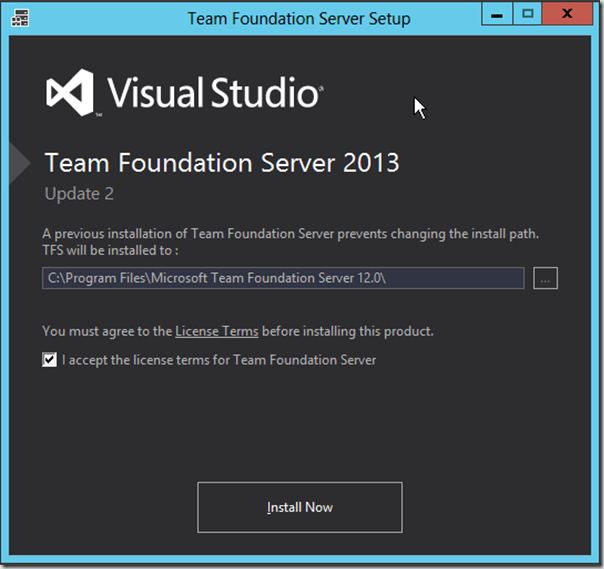 Team Foundation Server Setup
Visual Studio
Team Foundation Server 2013
Update 2
A previous installation of Team Foundation Server prevents changing the install path.
TFS will be installed to :
C:\Program Files\Microsoft Team Foundation Server 12.0\
...
You must agree to the License Terms before installing this product.
I accept the license terms for Team Foundation Server
Install Now